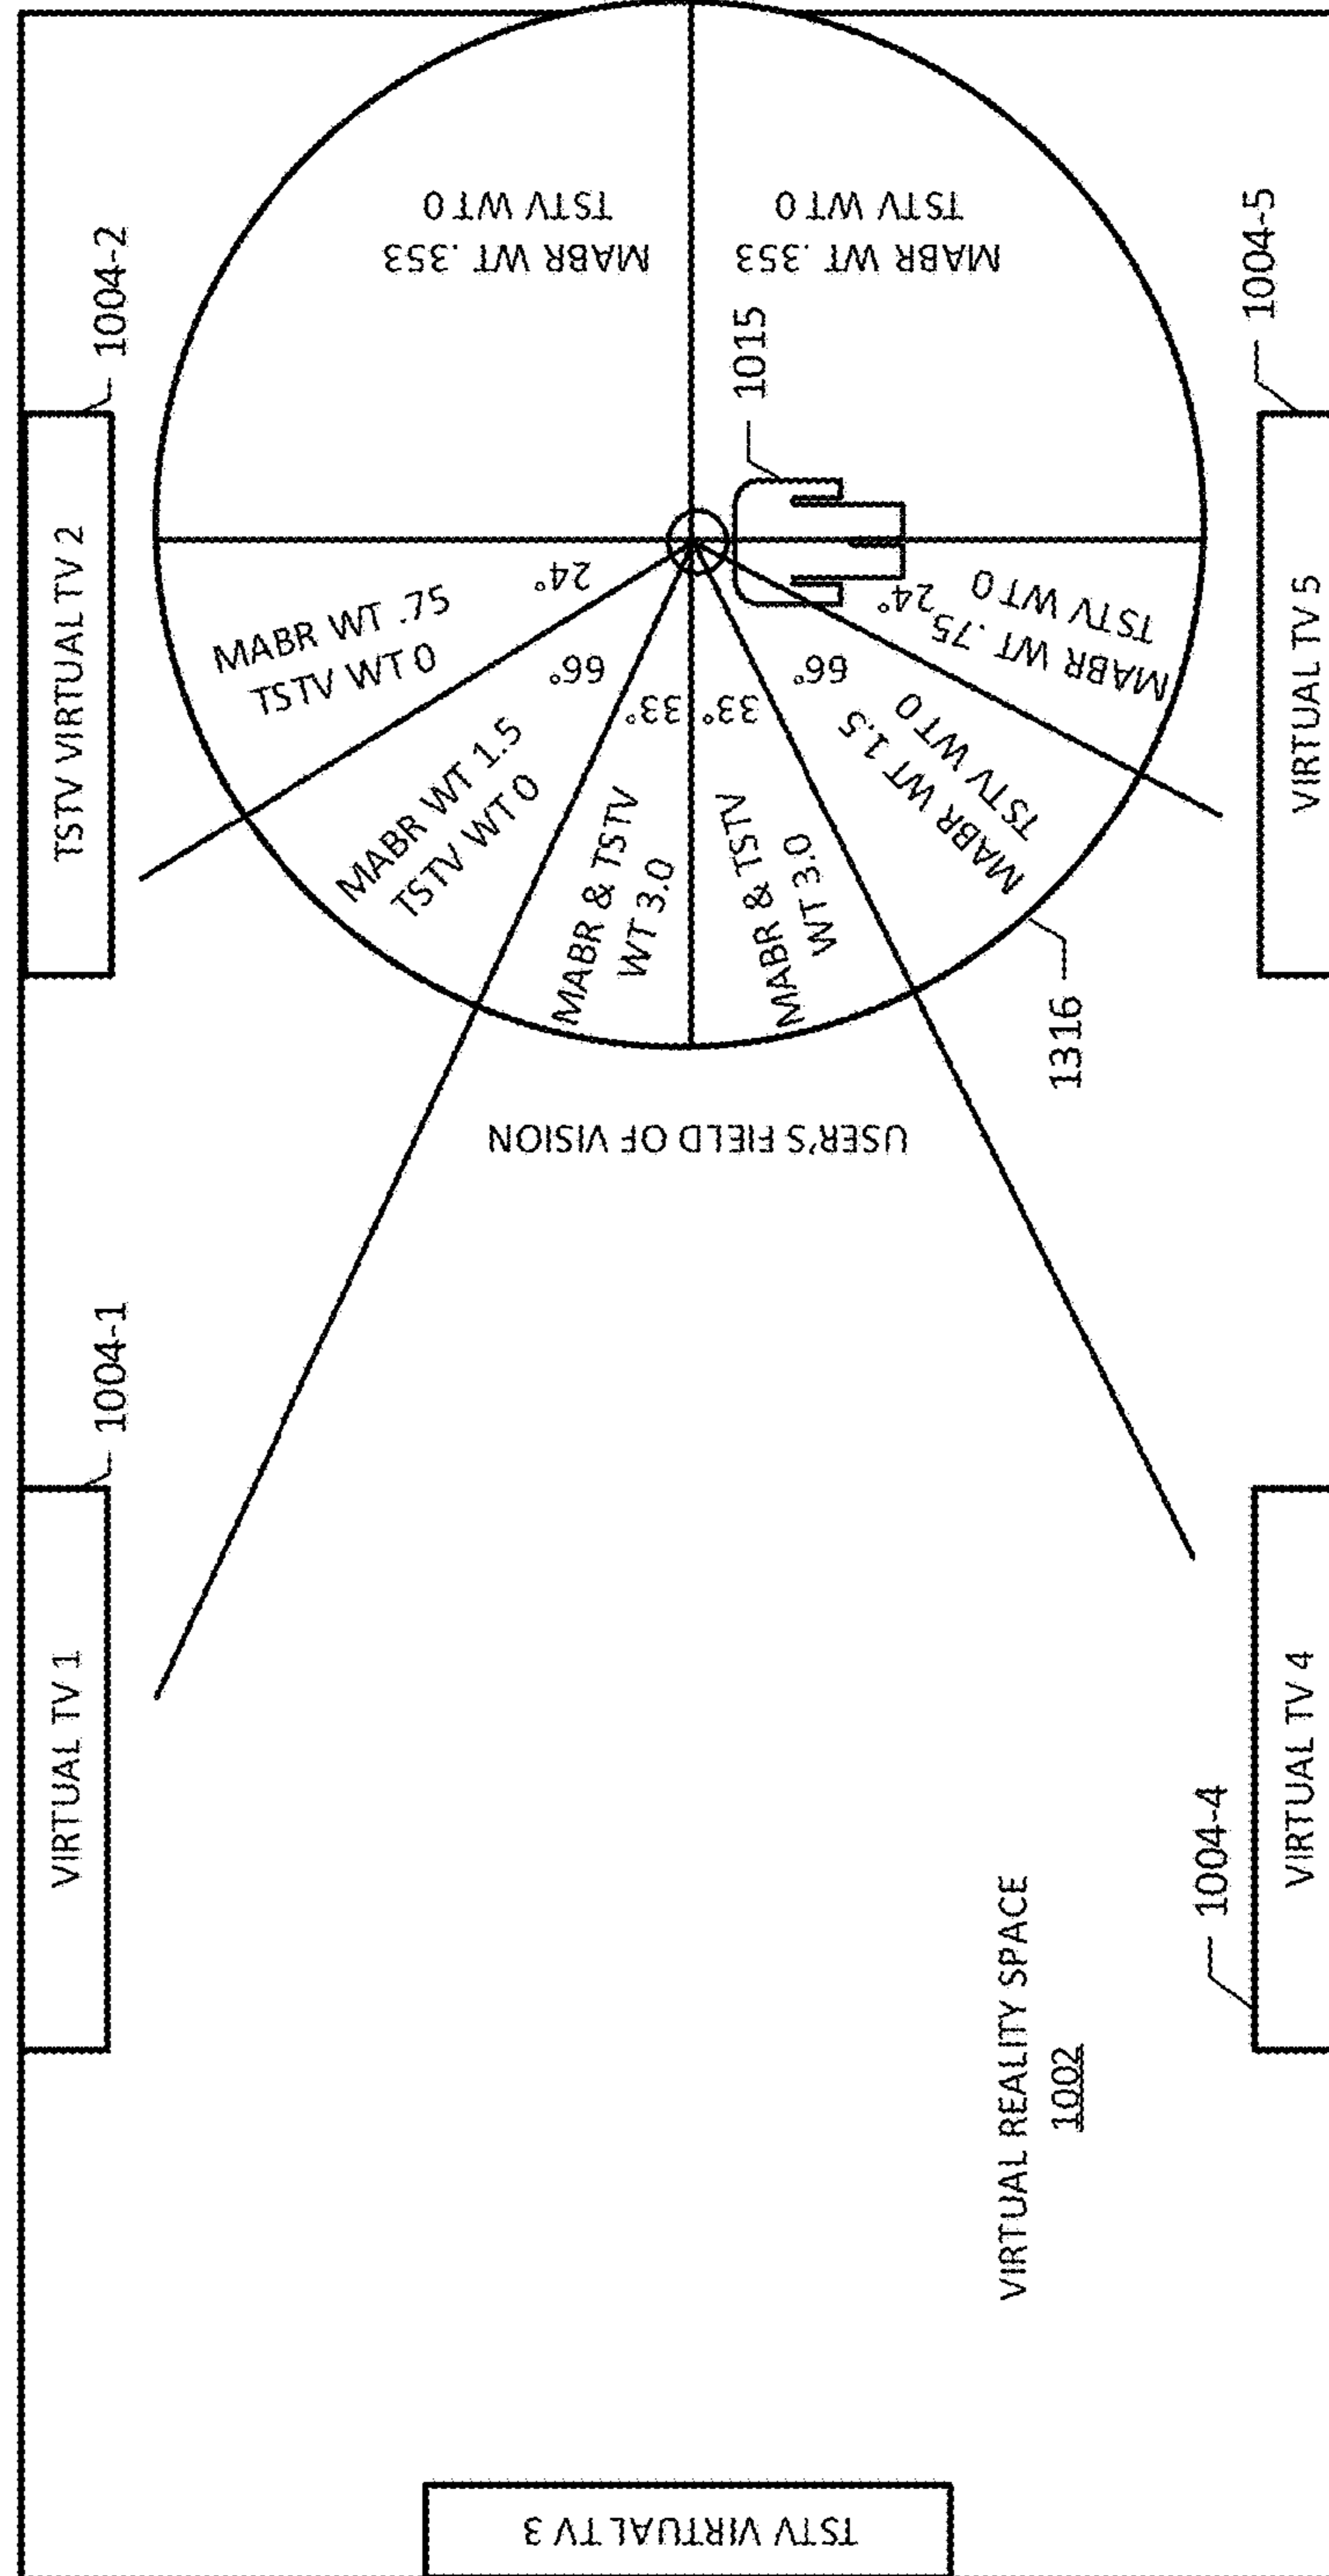 TSTV VIRTUAL TV 2
1004-2
VIRTUAL TV 1
1004-1
MABR WT .353
TSTV WT 0
MABR WT .353
TSTV WT 0
MABR WT .75
TSTV WT 0
24°
MABR WT 1.5
TSTV WT 0
66°
MABR & TSTV
WT 3.0
33°
33°
MABR & TSTV
WT 3.0
66°
MABR WT 1.5
TSTV WT 0
24°
MABR WT .75
TSTV WT 0
1015
1316
USER'S FIELD OF VISION
1004-5
VIRTUAL TV 5
1004-4
VIRTUAL TV 4
VIRTUAL REALITY SPACE
1002
TSTV VIRTUAL TV 3